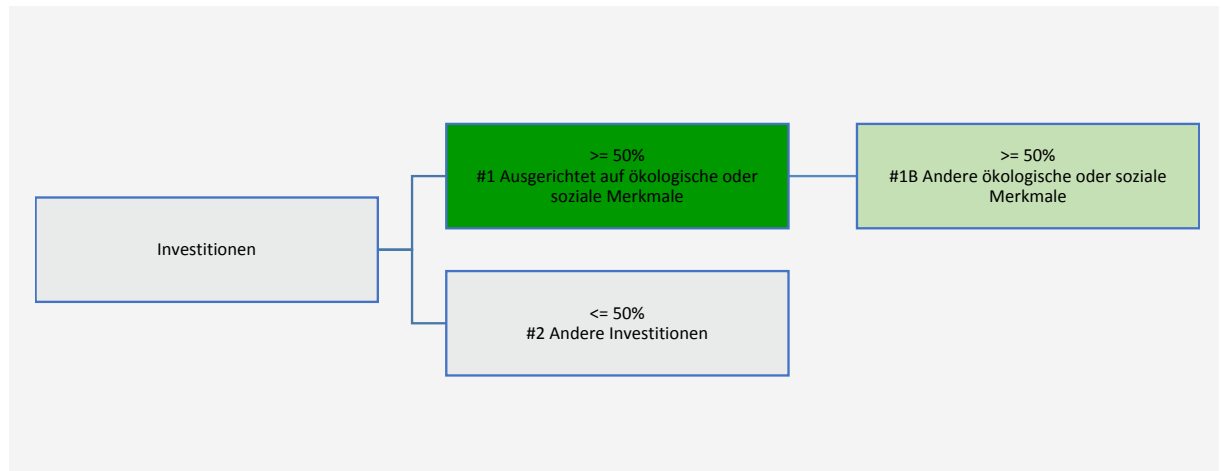 >= 50%
#1 Ausgerichtet auf ökologische oder
soziale Merkmale
>= 50%
#1B Andere ökologische oder soziale
Merkmale
Investitionen
<= 50%
#2 Andere Investitionen